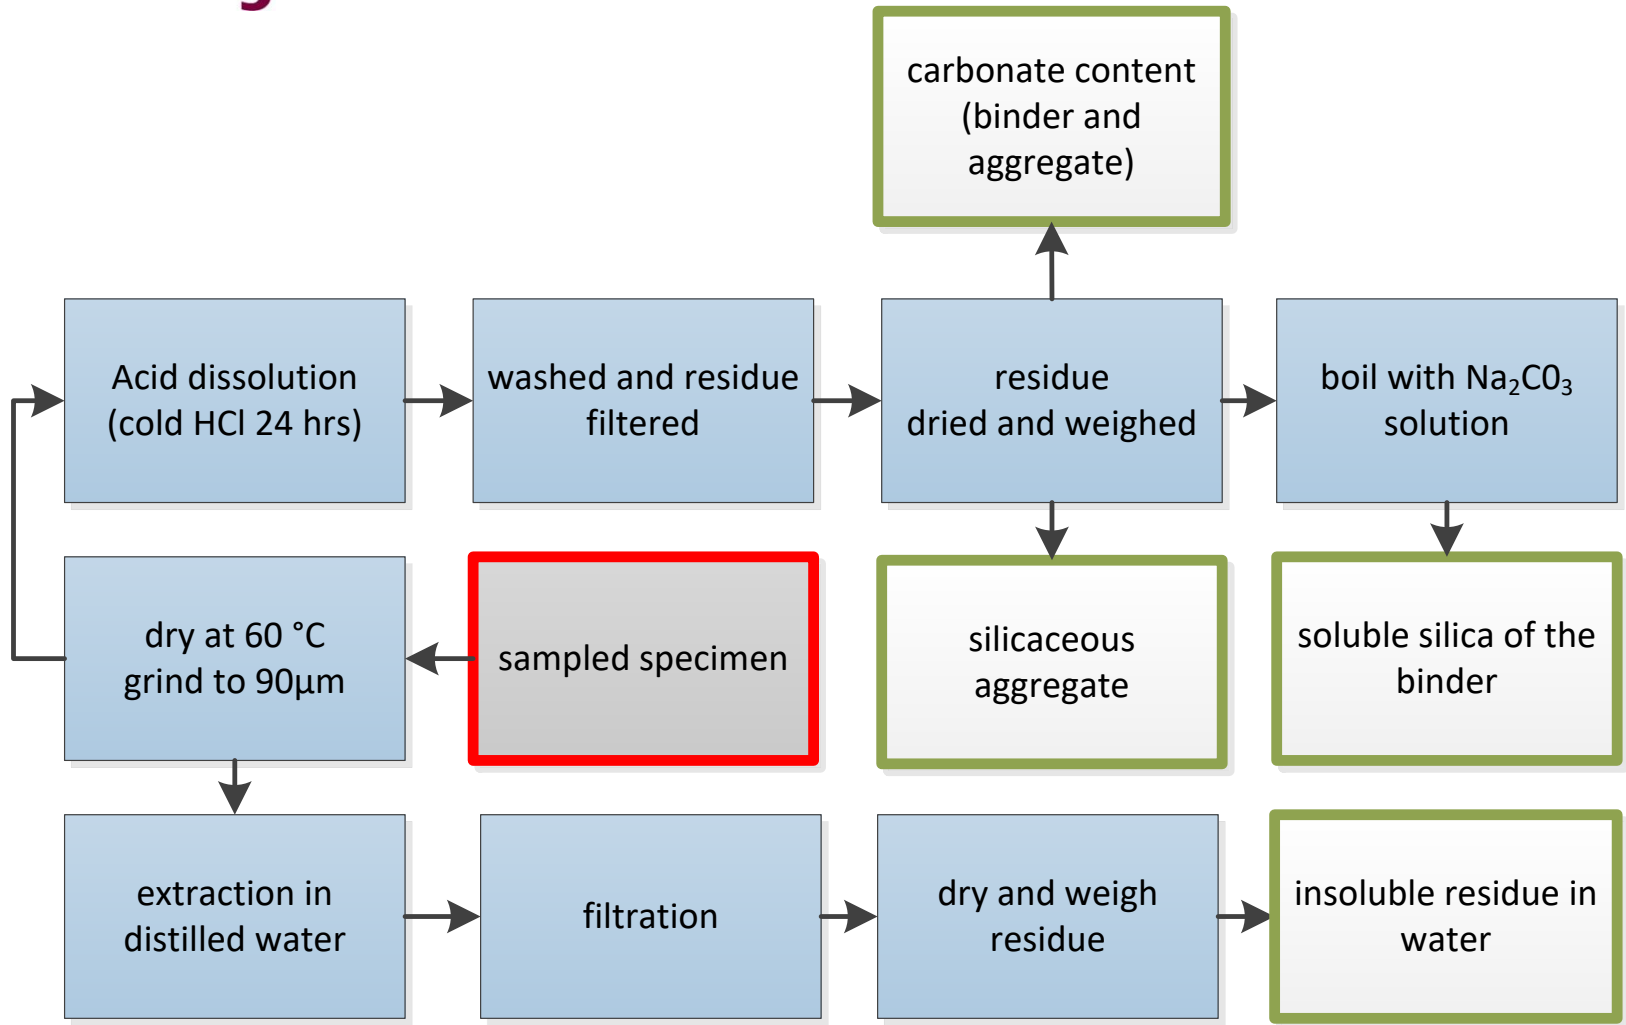 carbonate content
(binder and
aggregate)
Acid dissolution
(cold HCl 24 hrs)
washed and residue
filtered
residue
dried and weighed
boil with Na₂C0₃
solution
dry at 60 °C
grind to 90µm
sampled specimen
silicaceous
aggregate
soluble silica of the
binder
extraction in
distilled water
filtration
dry and weigh
residue
insoluble residue in
water